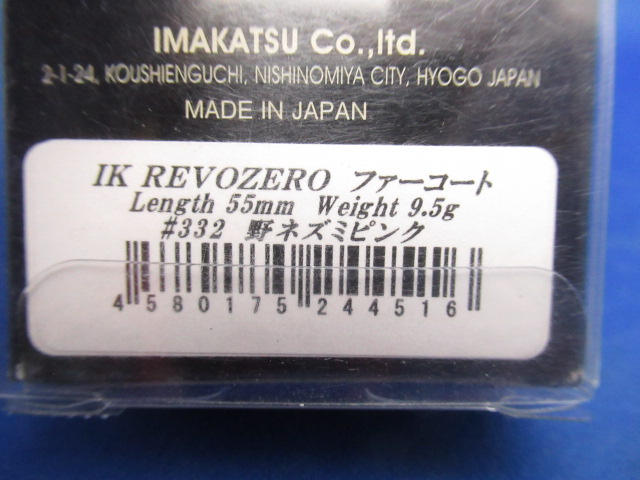 IMAKATSU Co.,ltd.
2-1-24, KOUSHIENGUCHI, NISHINOMIYA CITY, HYOGO JAPAN
MADE IN JAPAN
IK REVOZERO ファーコート
Length 55mm Weight 9.5g
#332 野ネズミピンク
4 580175 244516